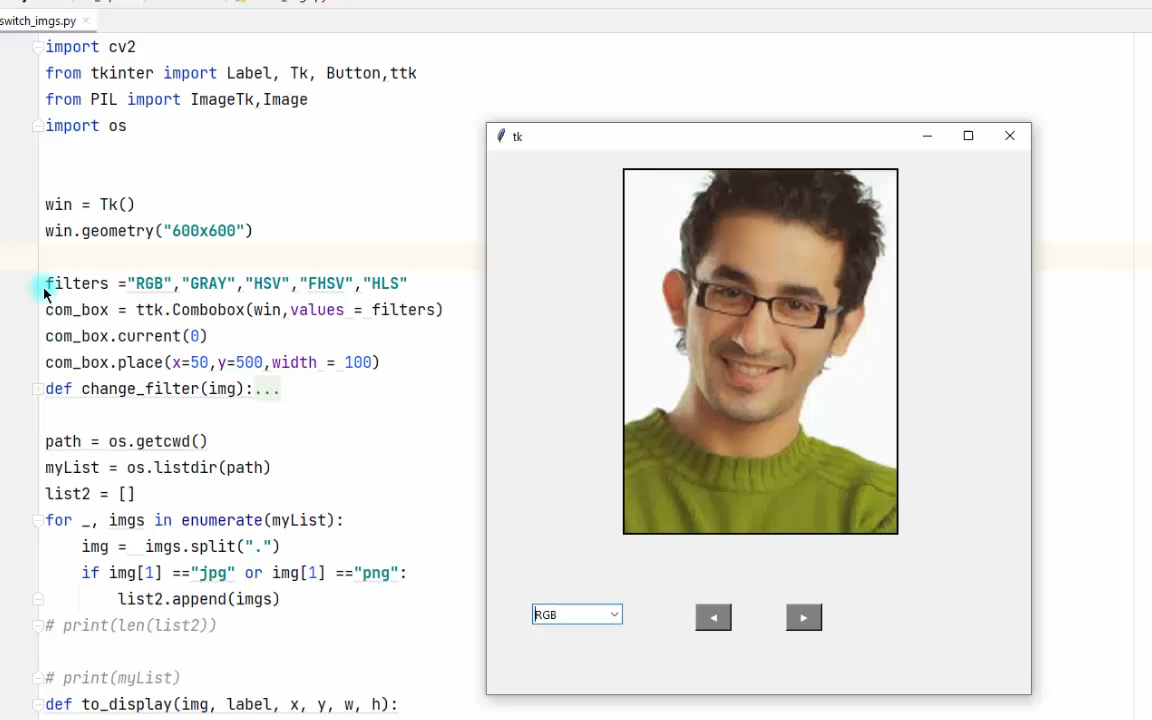 switch_imgs.py
import cv2
from tkinter import Label, Tk, Button,ttk
from PIL import ImageTk,Image
import os
win = Tk()
win.geometry("600x600")
filters ="RGB","GRAY","HSV","FHSV","HLS"
com_box = ttk.Combobox(win,values = filters)
com_box.current(0)
com_box.place(x=50,y=500,width = 100)
def change_filter(img):...
path = os.getcwd()
myList = os.listdir(path)
list2 = []
for _, imgs in enumerate(myList):
img = imgs.split(".")
if img[1] =="jpg" or img[1] =="png":
list2.append(imgs)
# print(len(list2))
# print(myList)
def to_display(img, label, x, y, w, h):
tk
RGB